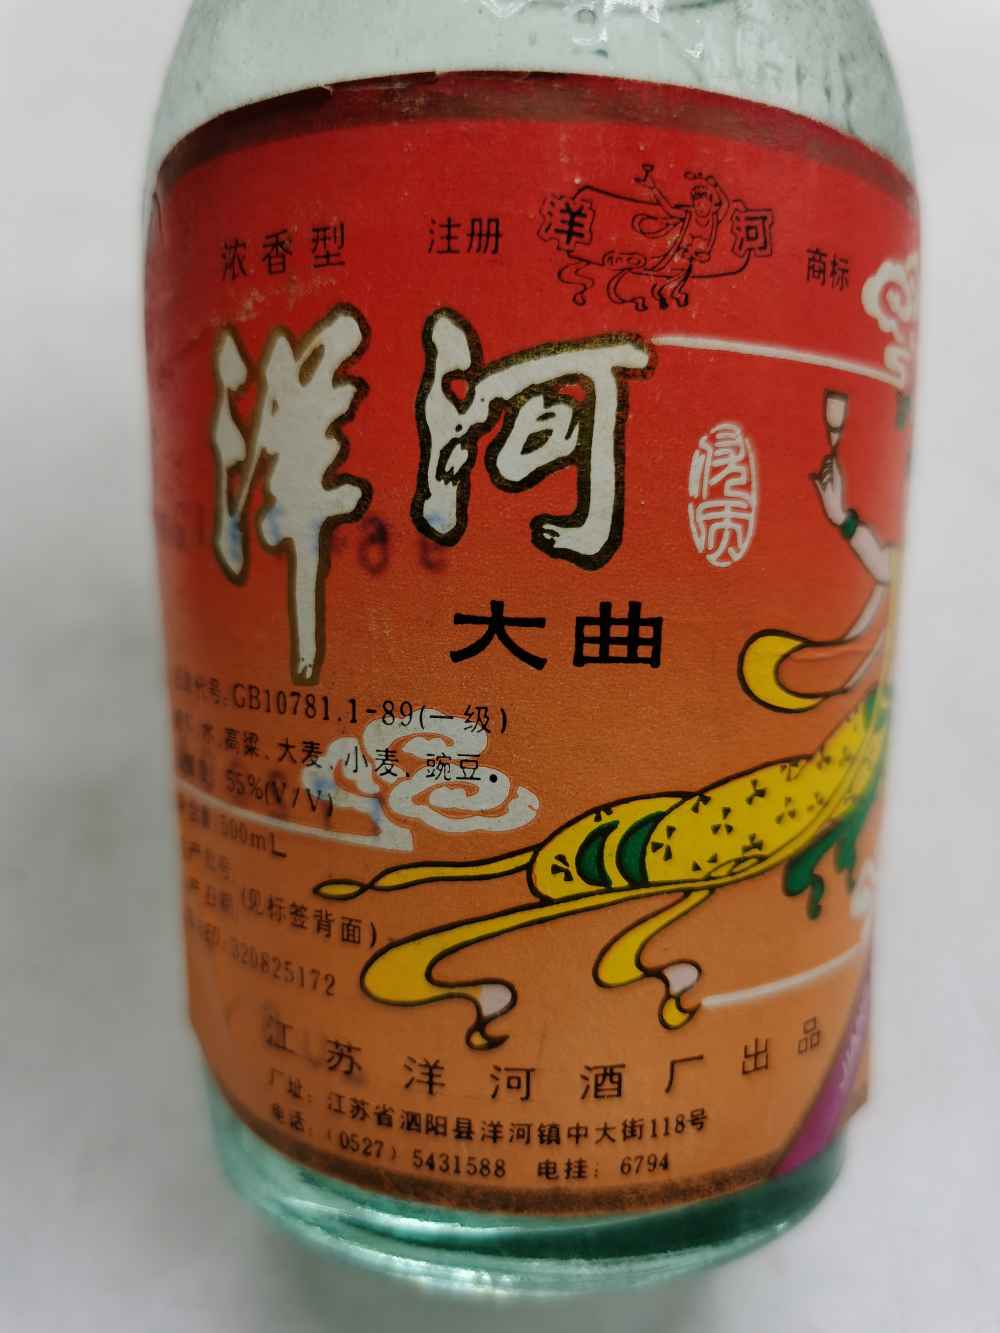 浓香型 注册 洋河 商标
洋河
优质
大曲
代号:GB10781.1-89(一级)
水、高粱、大麦、小麦、豌豆.
55%(V/V)
500mL
(见标签背面)
320825172
江苏洋河酒厂出品
厂址:江苏省泗阳县洋河镇中大街118号
电话:(0527)5431588 电挂:6794